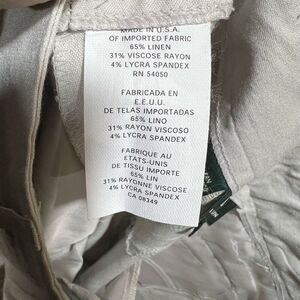 MADE IN U.S.A.
OF IMPORTED FABRIC
65% LINEN
31% VISCOSE RAYON
4% LYCRA SPANDEX
RN 54050
FABRICADA EN
E.E.U.U.
DE TELAS IMPORTADAS
65% LINO
31% RAYON VISCOSO
4% LYCRA SPANDEX
FABRIQUE AU
ETATS-UNIS
DE TISSU IMPORTE
65% LIN
31% RAYONNE VISCOSE
4% LYCRA SPANDEX
CA 08349